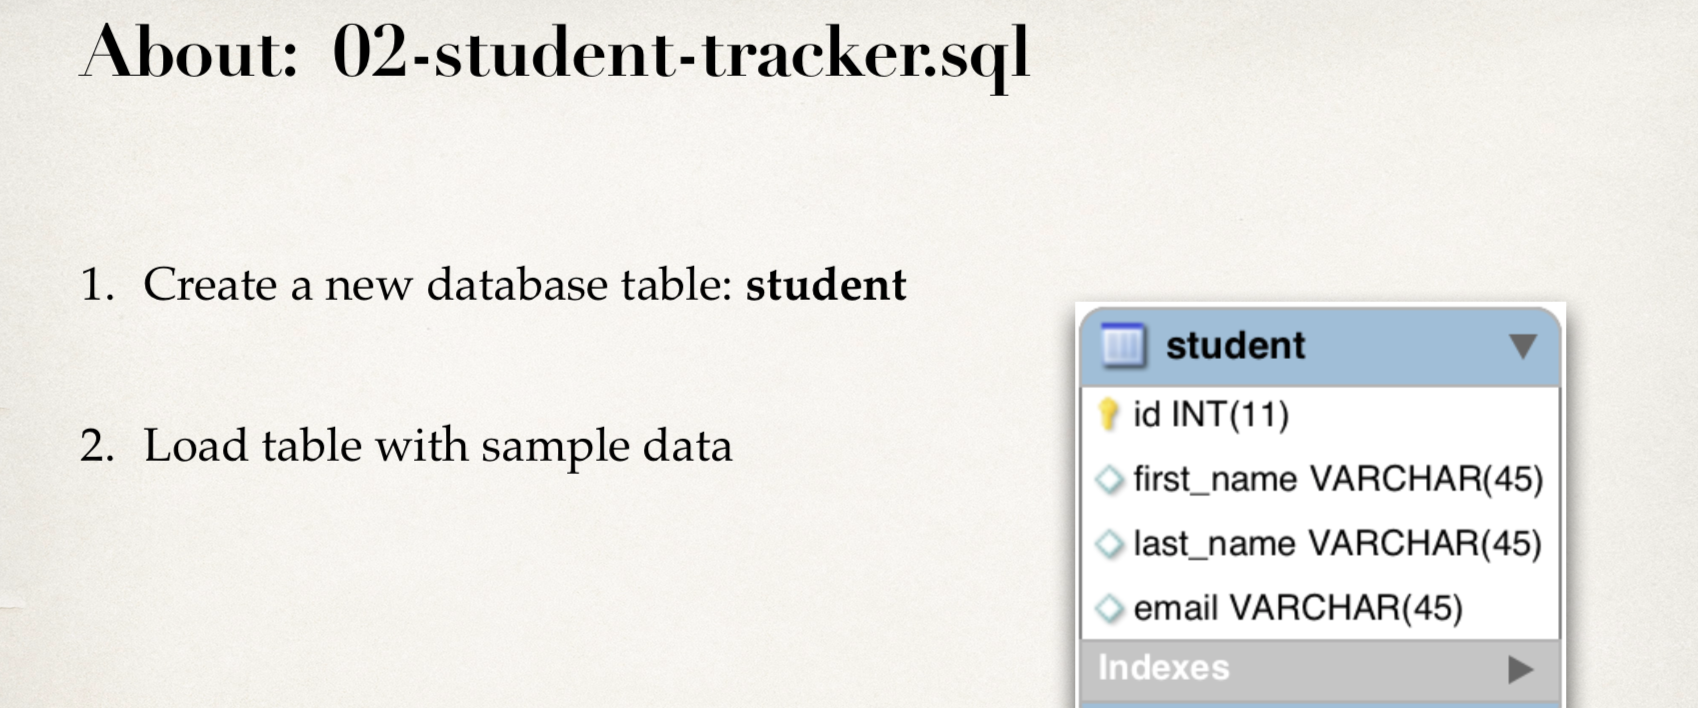 About: 02-student-tracker.sql
1. Create a new database table: student
2. Load table with sample data
student
id INT(11)
first_name VARCHAR(45)
last_name VARCHAR(45)
email VARCHAR(45)
Indexes